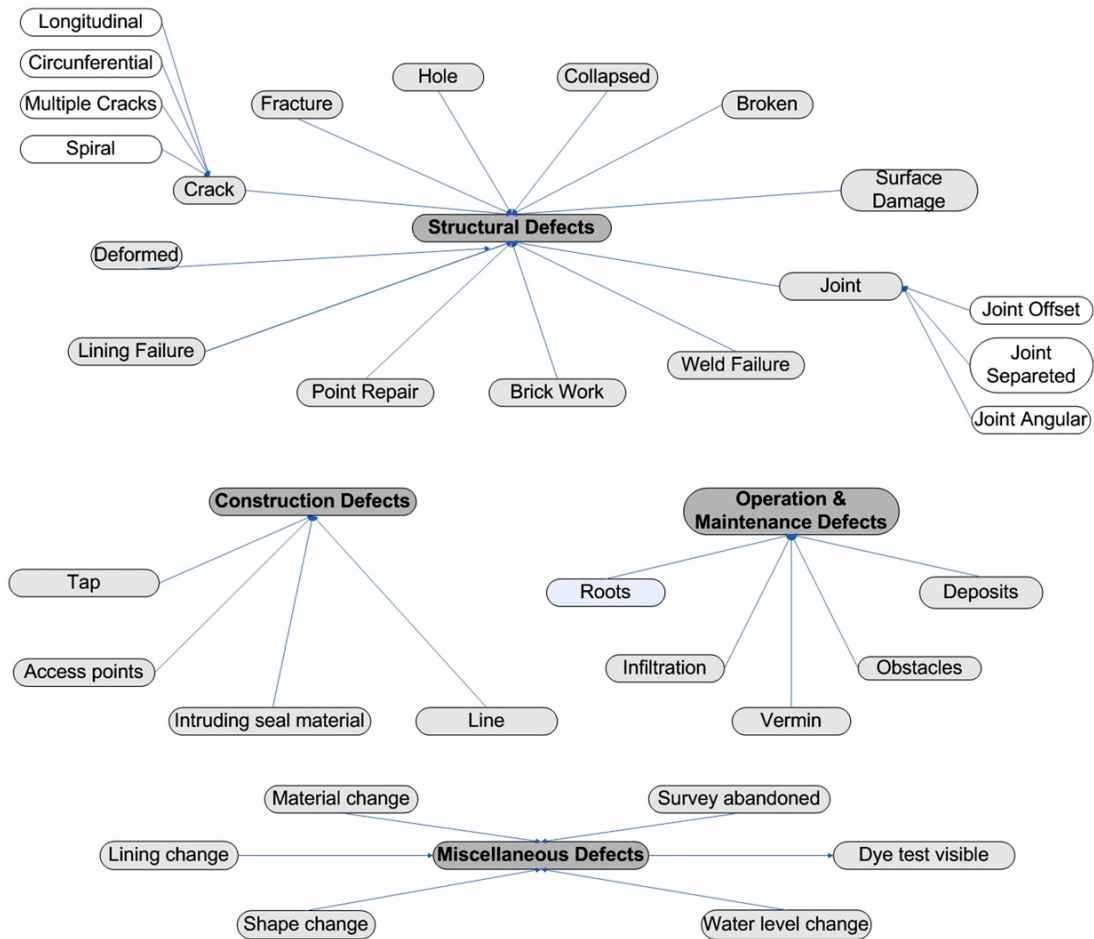 Longitudinal
Circunferential
Multiple Cracks
Spiral
Crack
Fracture
Hole
Collapsed
Broken
Surface
Damage
Structural Defects
Deformed
Lining Failure
Point Repair
Brick Work
Weld Failure
Joint
Joint Offset
Joint
Separeted
Joint Angular
Construction Defects
Tap
Access points
Intruding seal material
Line
Operation &
Maintenance Defects
Roots
Infiltration
Vermin
Obstacles
Deposits
Material change
Survey abandoned
Lining change
Miscellaneous Defects
Dye test visible
Shape change
Water level change